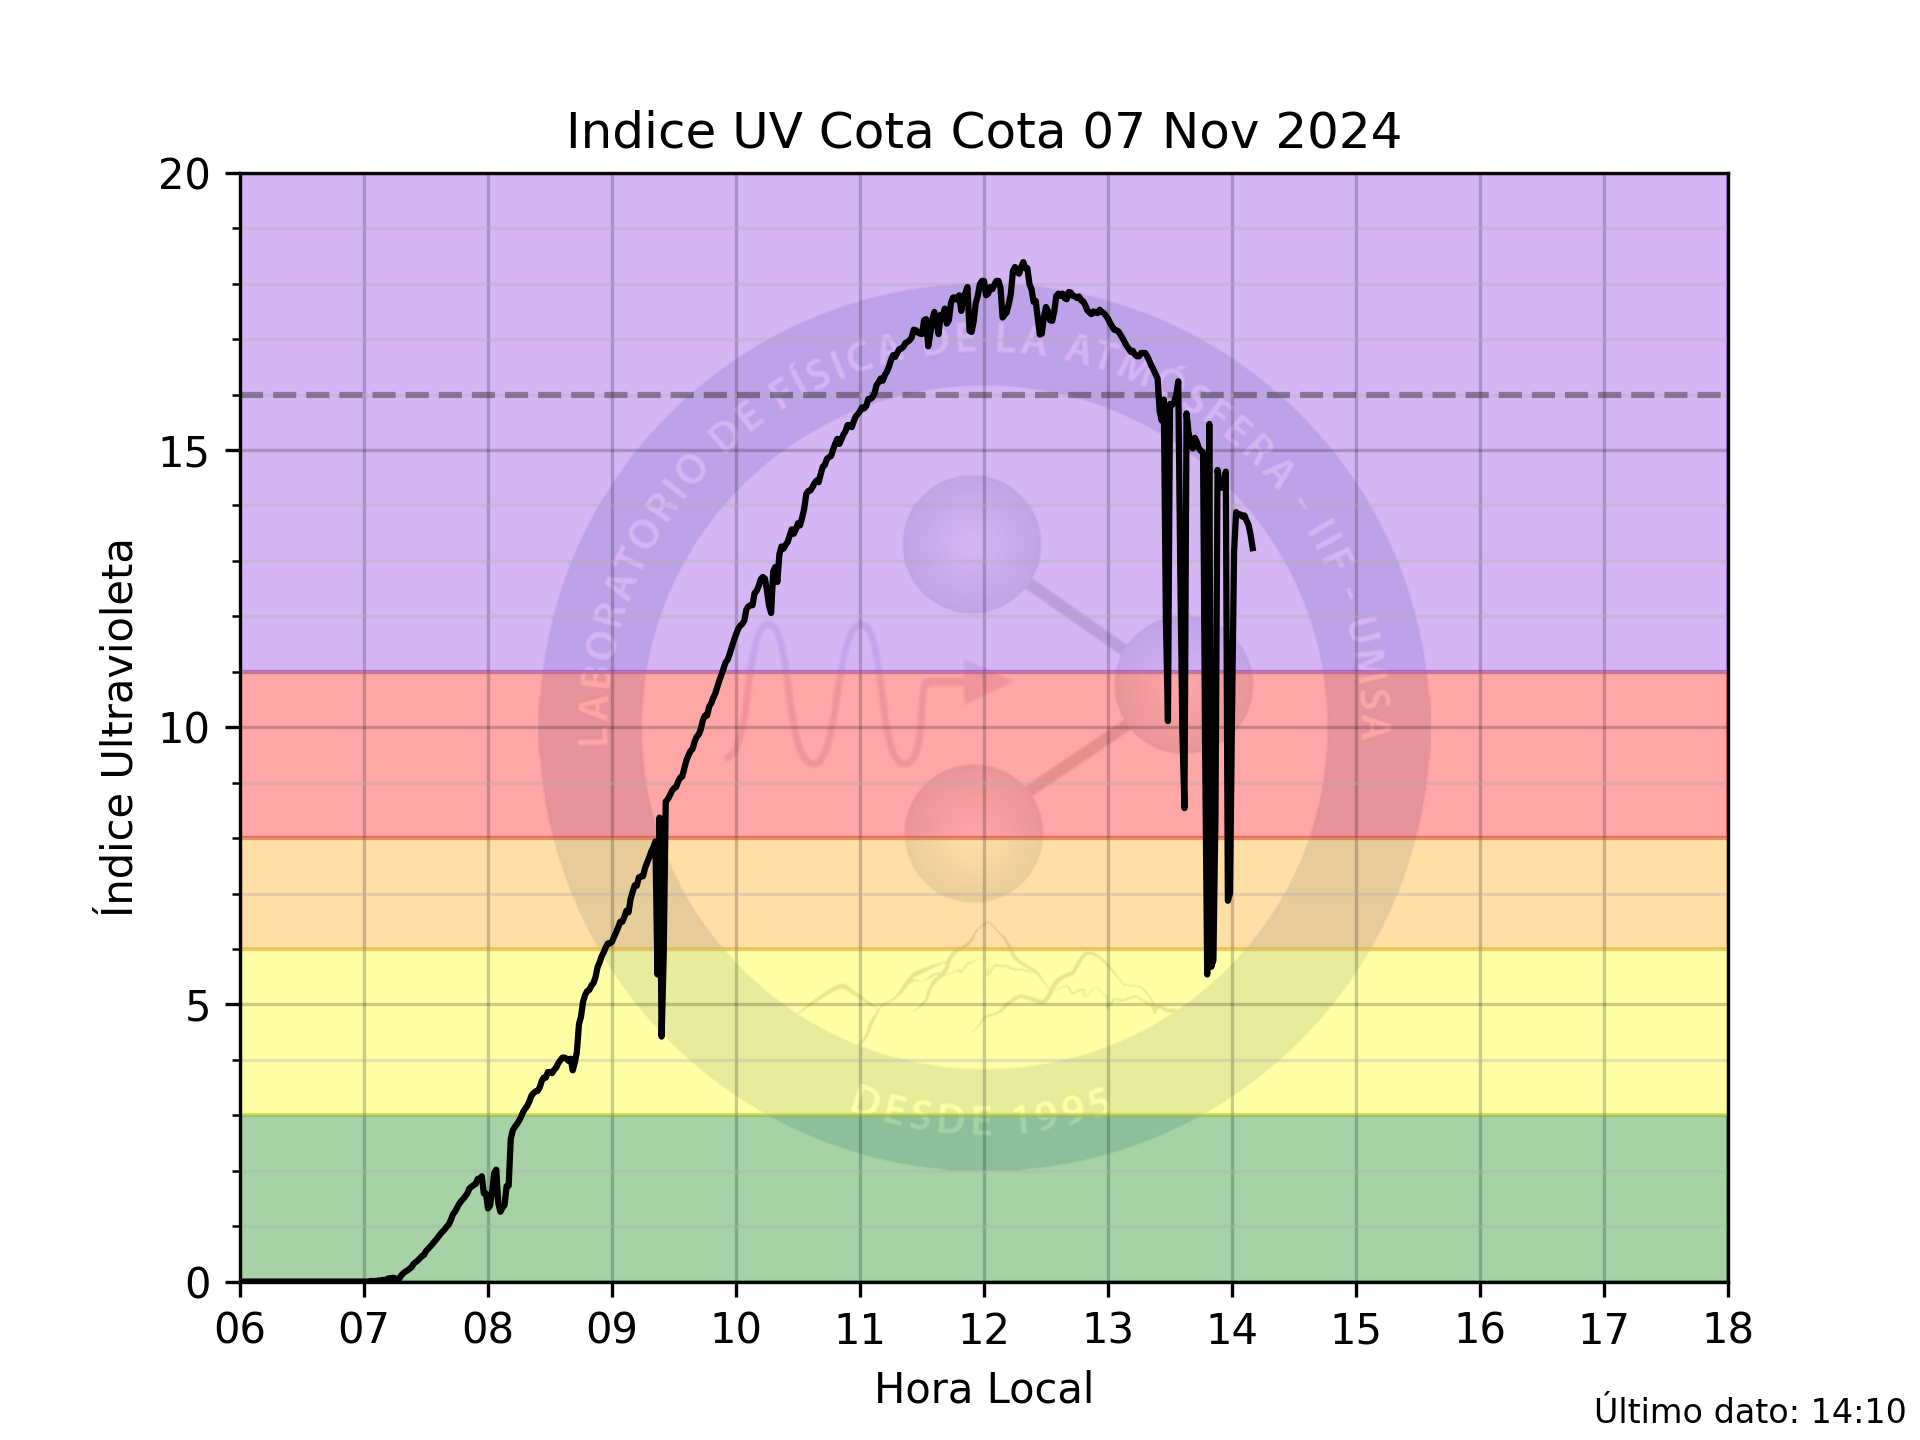 Indice UV Cota Cota 07 Nov 2024
20
15
10
5
0
Índice Ultravioleta
LABORATORIO DE FÍSICA DE LA ATMÓSFERA - IIF - UMSA
DESDE 1995
06 07 08 09 10 11 12 13 14 15 16 17 18
Hora Local
Último dato: 14:10